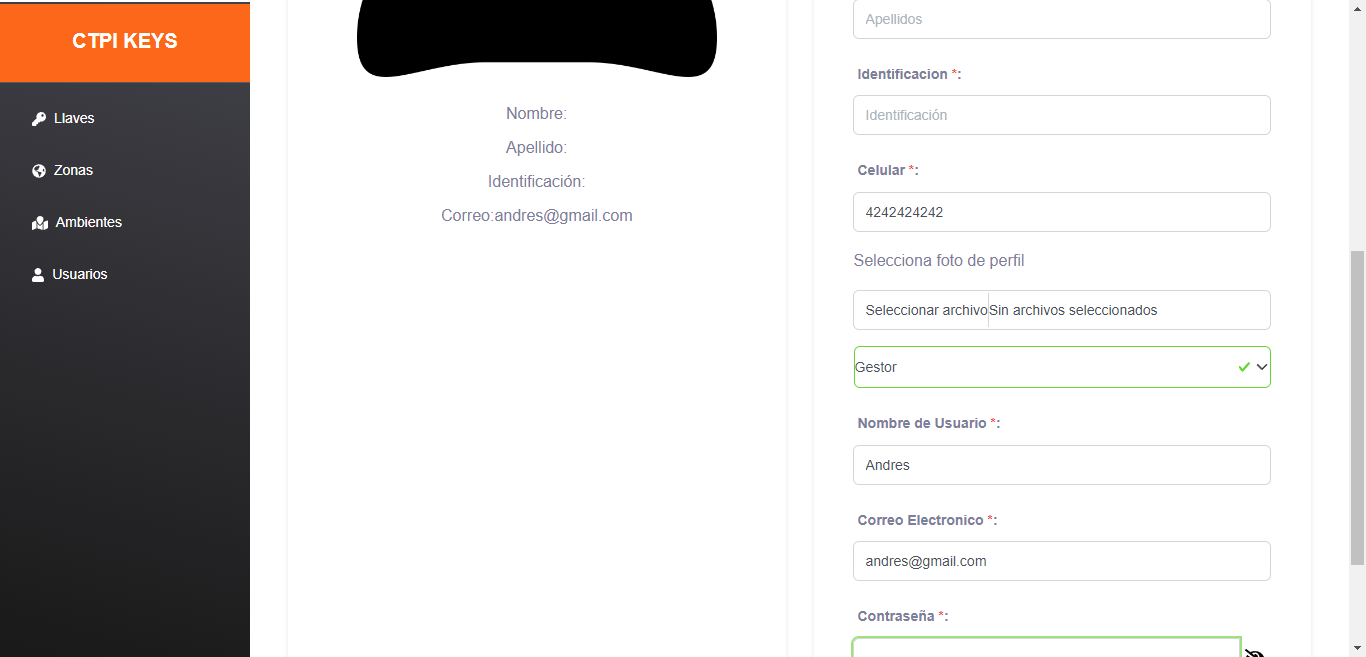 CTPI KEYS
Llaves
Zonas
Ambientes
Usuarios
Nombre:
Apellido:
Identificación:
Correo:andres@gmail.com
Apellidos
Identificacion *:
Identificación
Celular *:
4242424242
Selecciona foto de perfil
Seleccionar archivo Sin archivos seleccionados
Gestor
Nombre de Usuario *:
Andres
Correo Electronico *:
andres@gmail.com
Contraseña *: